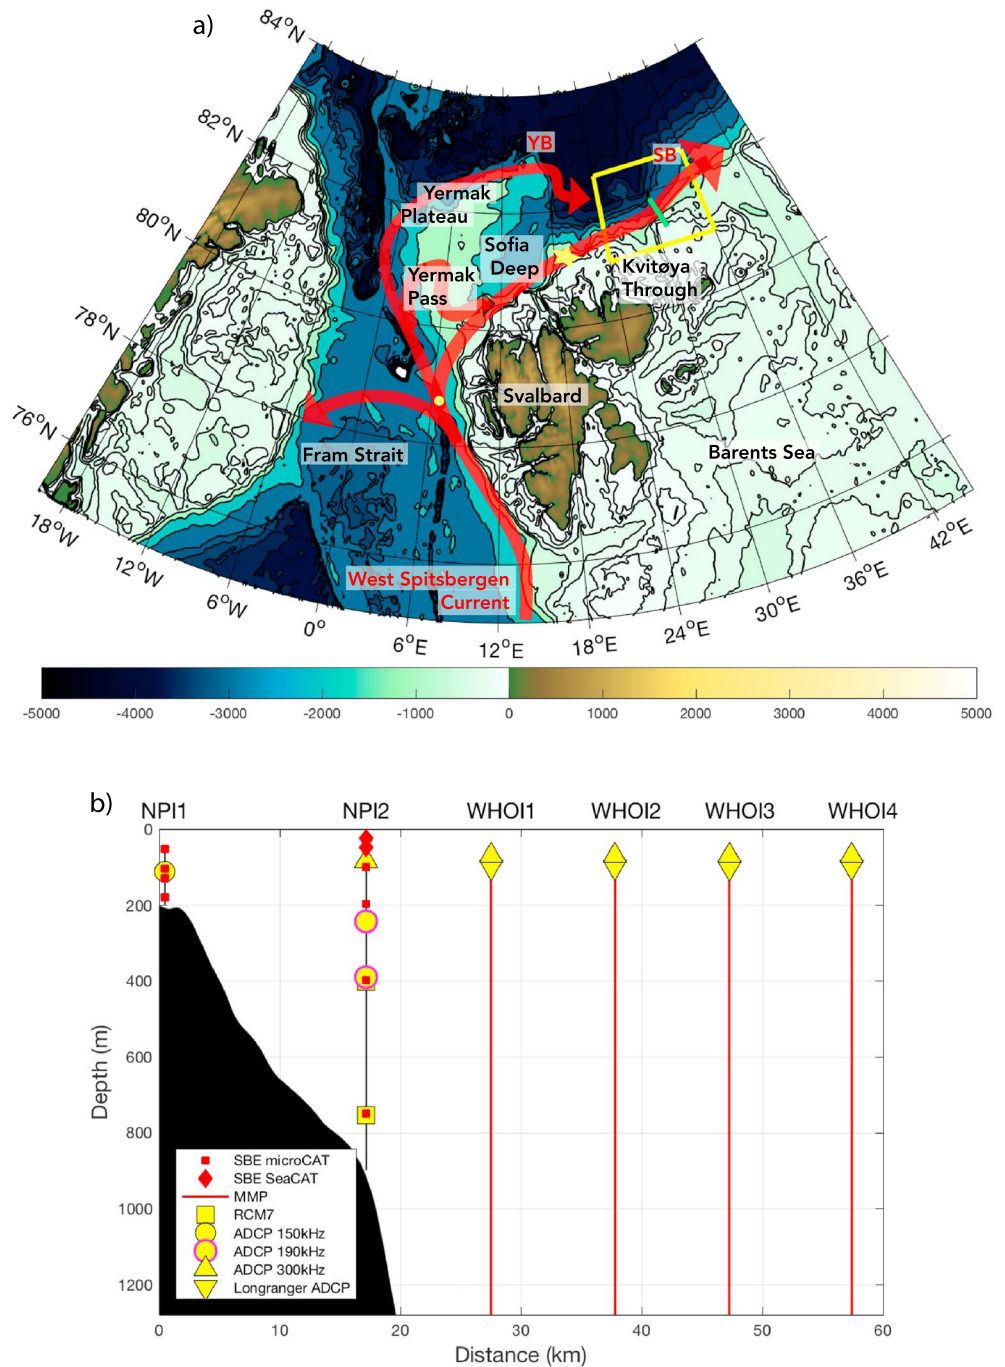 a)
84°N
82°N
80°N
78°N
76°N
YB
SB
Yermak
Plateau
Sofia
Deep
Yermak
Pass
Kvitøya
Through
Svalbard
Barents Sea
Fram Strait
West Spitsbergen
Current
18°W
12°W
6°W
0°
6°E
12°E
18°E
24°E
30°E
36°E
42°E
-5000 -4000 -3000 -2000 -1000 0 1000 2000 3000 4000 5000
b)
NPI1 NPI2 WHOI1 WHOI2 WHOI3 WHOI4
0
200
400
600
800
1000
1200
Depth (m)
SBE microCAT
SBE SeaCAT
MMP
RCM7
ADCP 150kHz
ADCP 190kHz
ADCP 300kHz
Longranger ADCP
0 10 20 30 40 50 60
Distance (km)